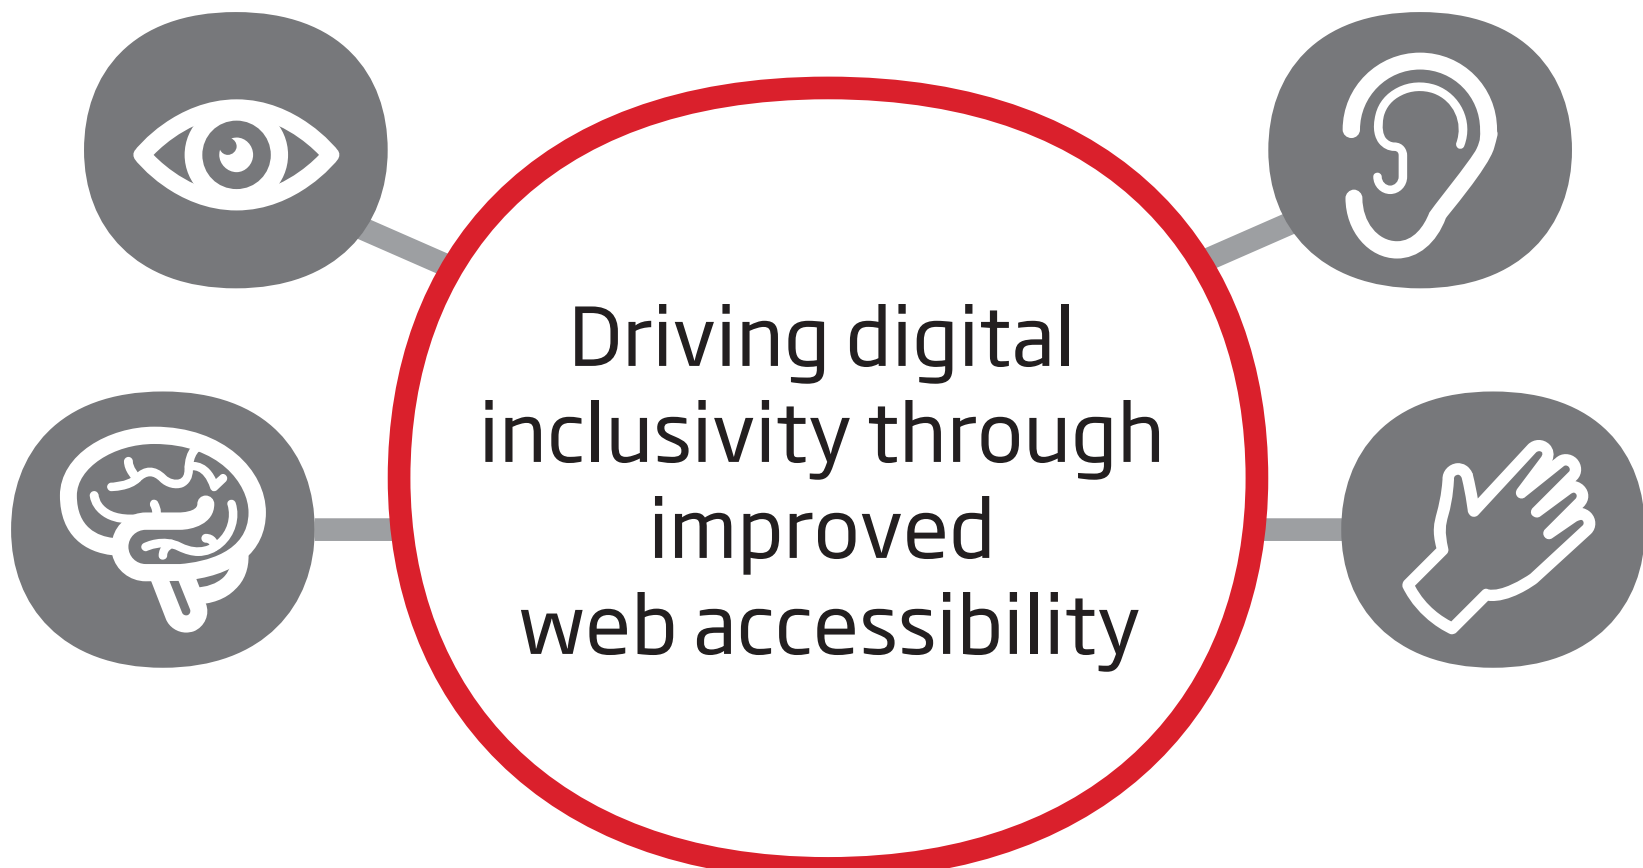 Driving digital
inclusivity through
improved
web accessibility